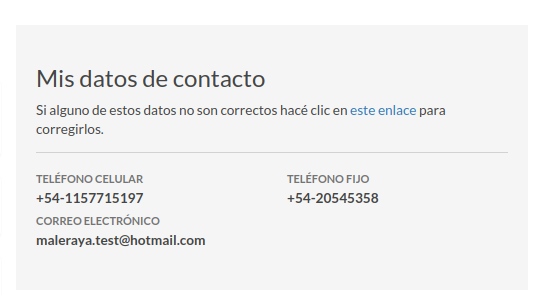 Mis datos de contacto
Si alguno de estos datos no son correctos hacé clic en este enlace para
corregirlos.
TELÉFONO CELULAR
+54-1157715197
TELÉFONO FIJO
+54-20545358
CORREO ELECTRÓNICO
maleraya.test@hotmail.com